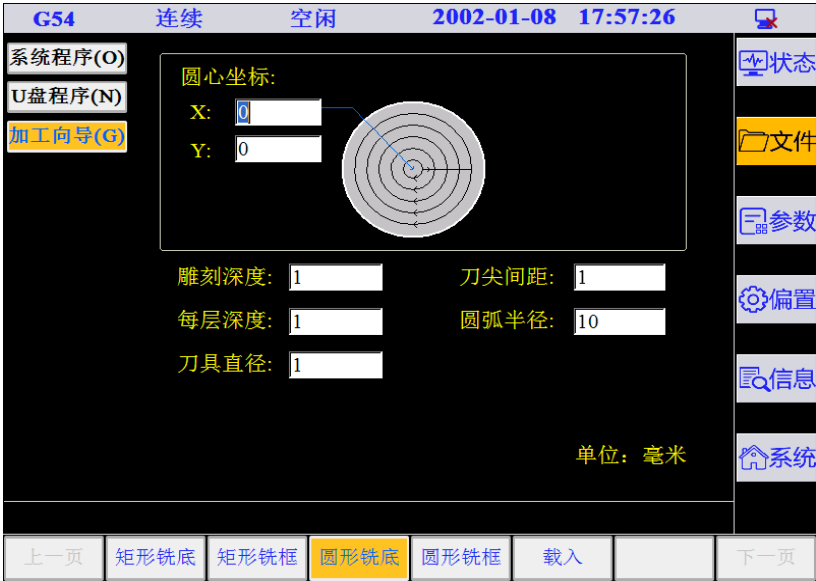 G54 连续 空闲 2002-01-08 17:57:26
系统程序(O)
U盘程序(N)
加工向导(G)
圆心坐标:
X: 0
Y: 0
雕刻深度: 1 刀尖间距: 1
每层深度: 1 圆弧半径: 10
刀具直径: 1
单位：毫米
状态
文件
参数
偏置
信息
系统
上一页 矩形铣底 矩形铣框 圆形铣底 圆形铣框 载入 下一页